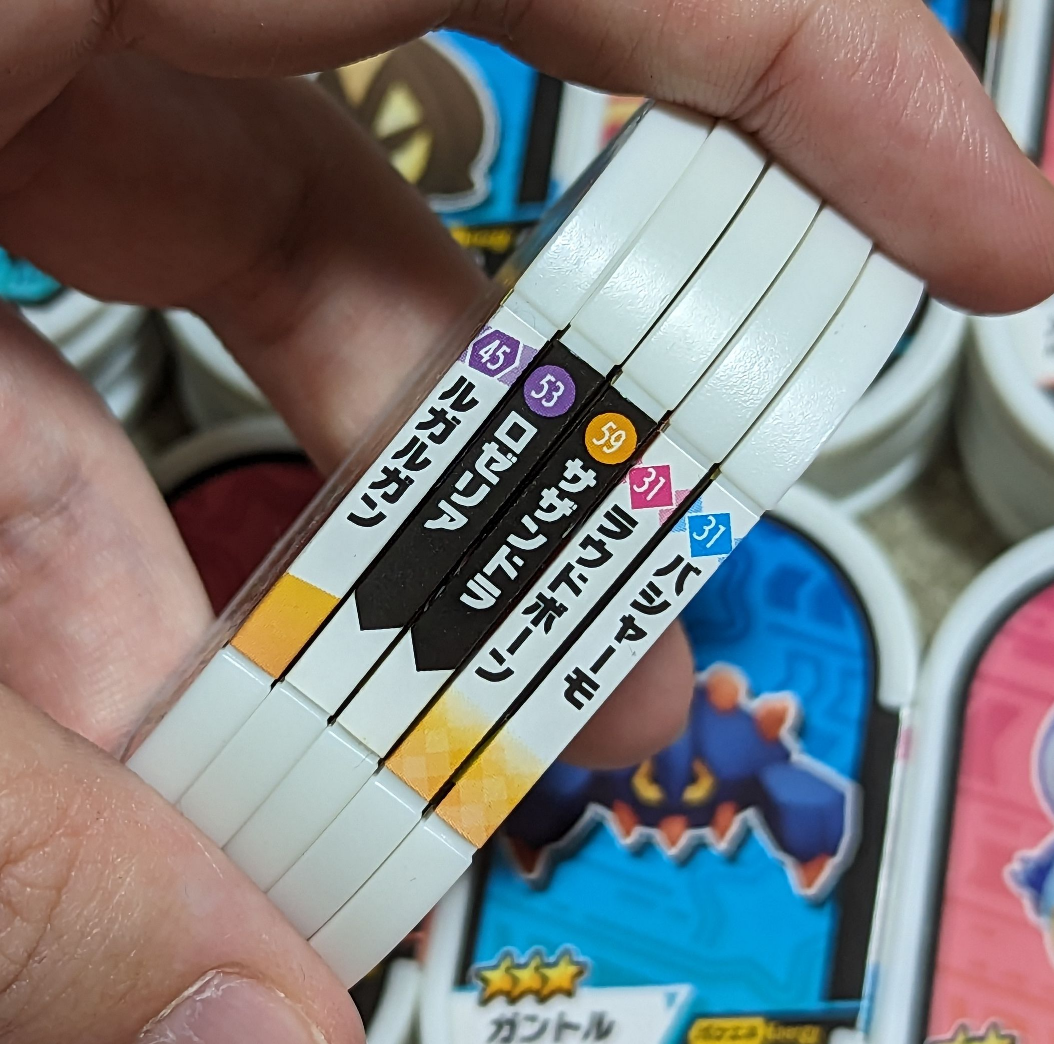 45 ルガルガン
53 ロゼリア
59 サザンドラ
31 ラウドボーン
31 バシャーモ
ガントル